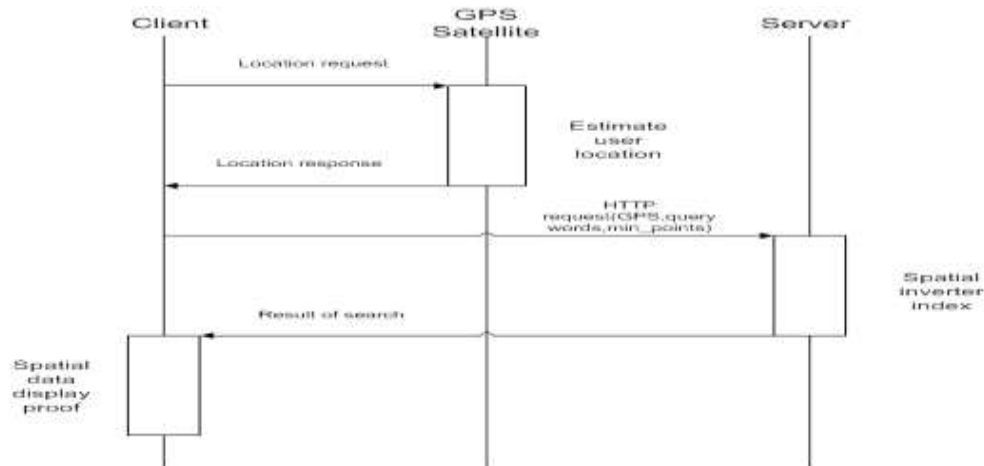 Client
GPS
Satellite
Server
Location request
Estimate
user
location
Location response
HTTP
request(GPS,query
words,min_points)
Spatial
inverter
index
Result of search
Spatial
data
display
proof